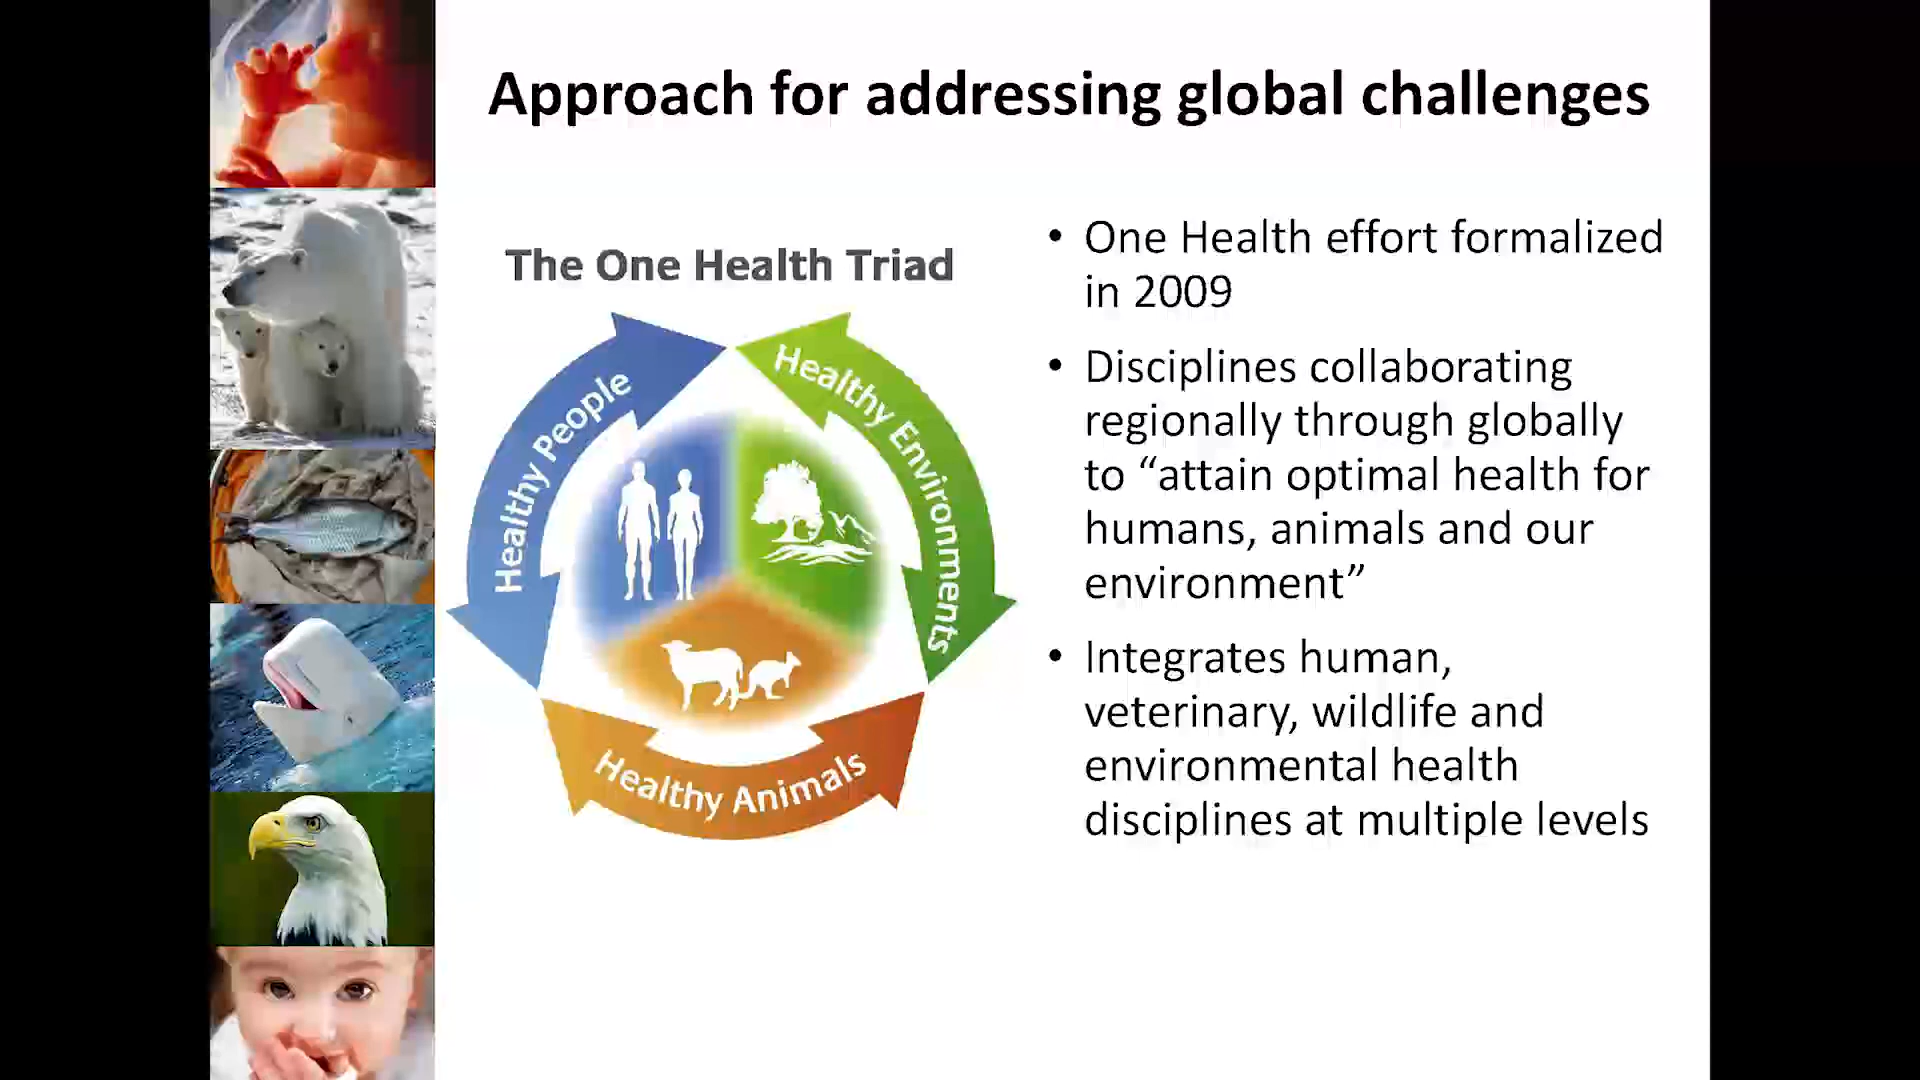 Approach for addressing global challenges
The One Health Triad
Healthy People
Healthy Environments
Healthy Animals
• One Health effort formalized
in 2009
• Disciplines collaborating
regionally through globally
to “attain optimal health for
humans, animals and our
environment”
• Integrates human,
veterinary, wildlife and
environmental health
disciplines at multiple levels